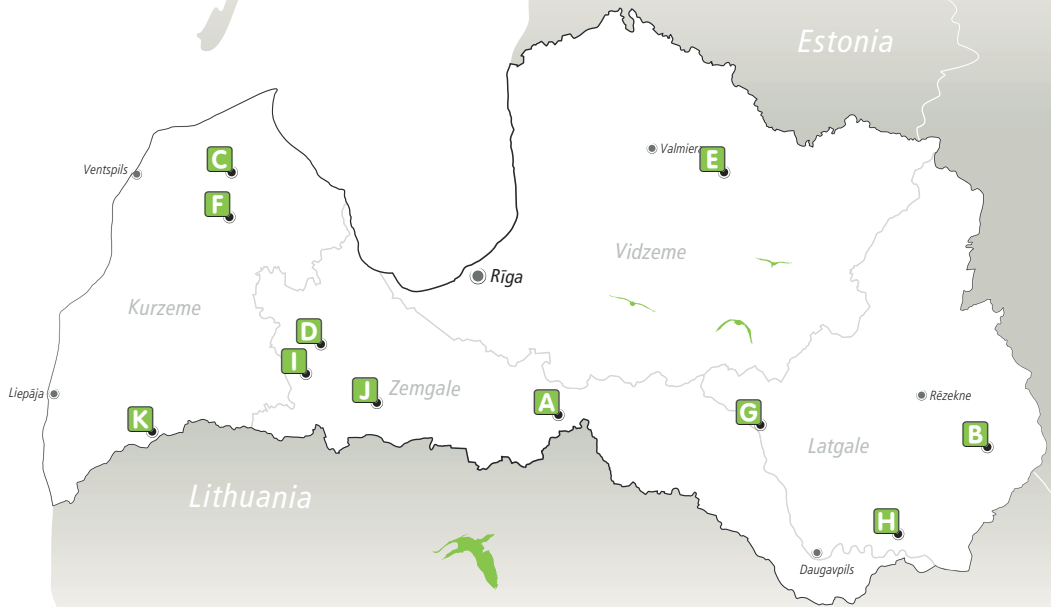 Estonia
Ventspils
C
Valmiera
E
F
Vidzeme
Rīga
Kurzeme
D
I
J
Zemgale
Liepāja
K
A
G
Rēzekne
B
Latgale
Lithuania
H
Daugavpils